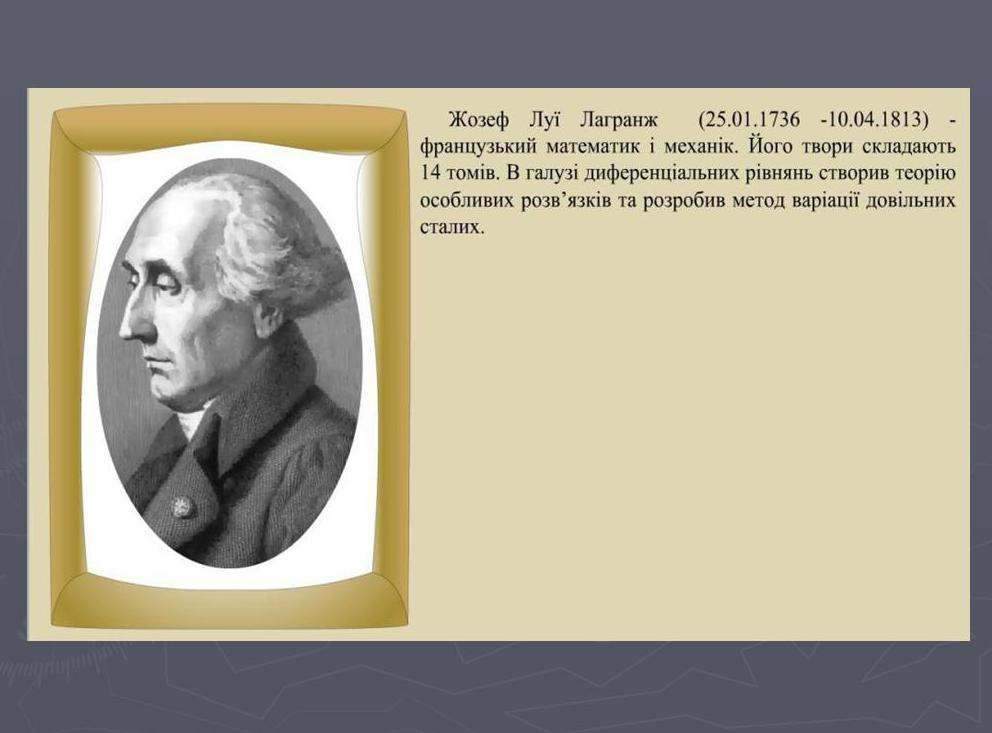 Жозеф Луї Лагранж (25.01.1736 -10.04.1813) -
французький математик і механік. Його твори складають
14 томів. В галузі диференціальних рівнянь створив теорію
особливих розв’язків та розробив метод варіації довільних
сталих.